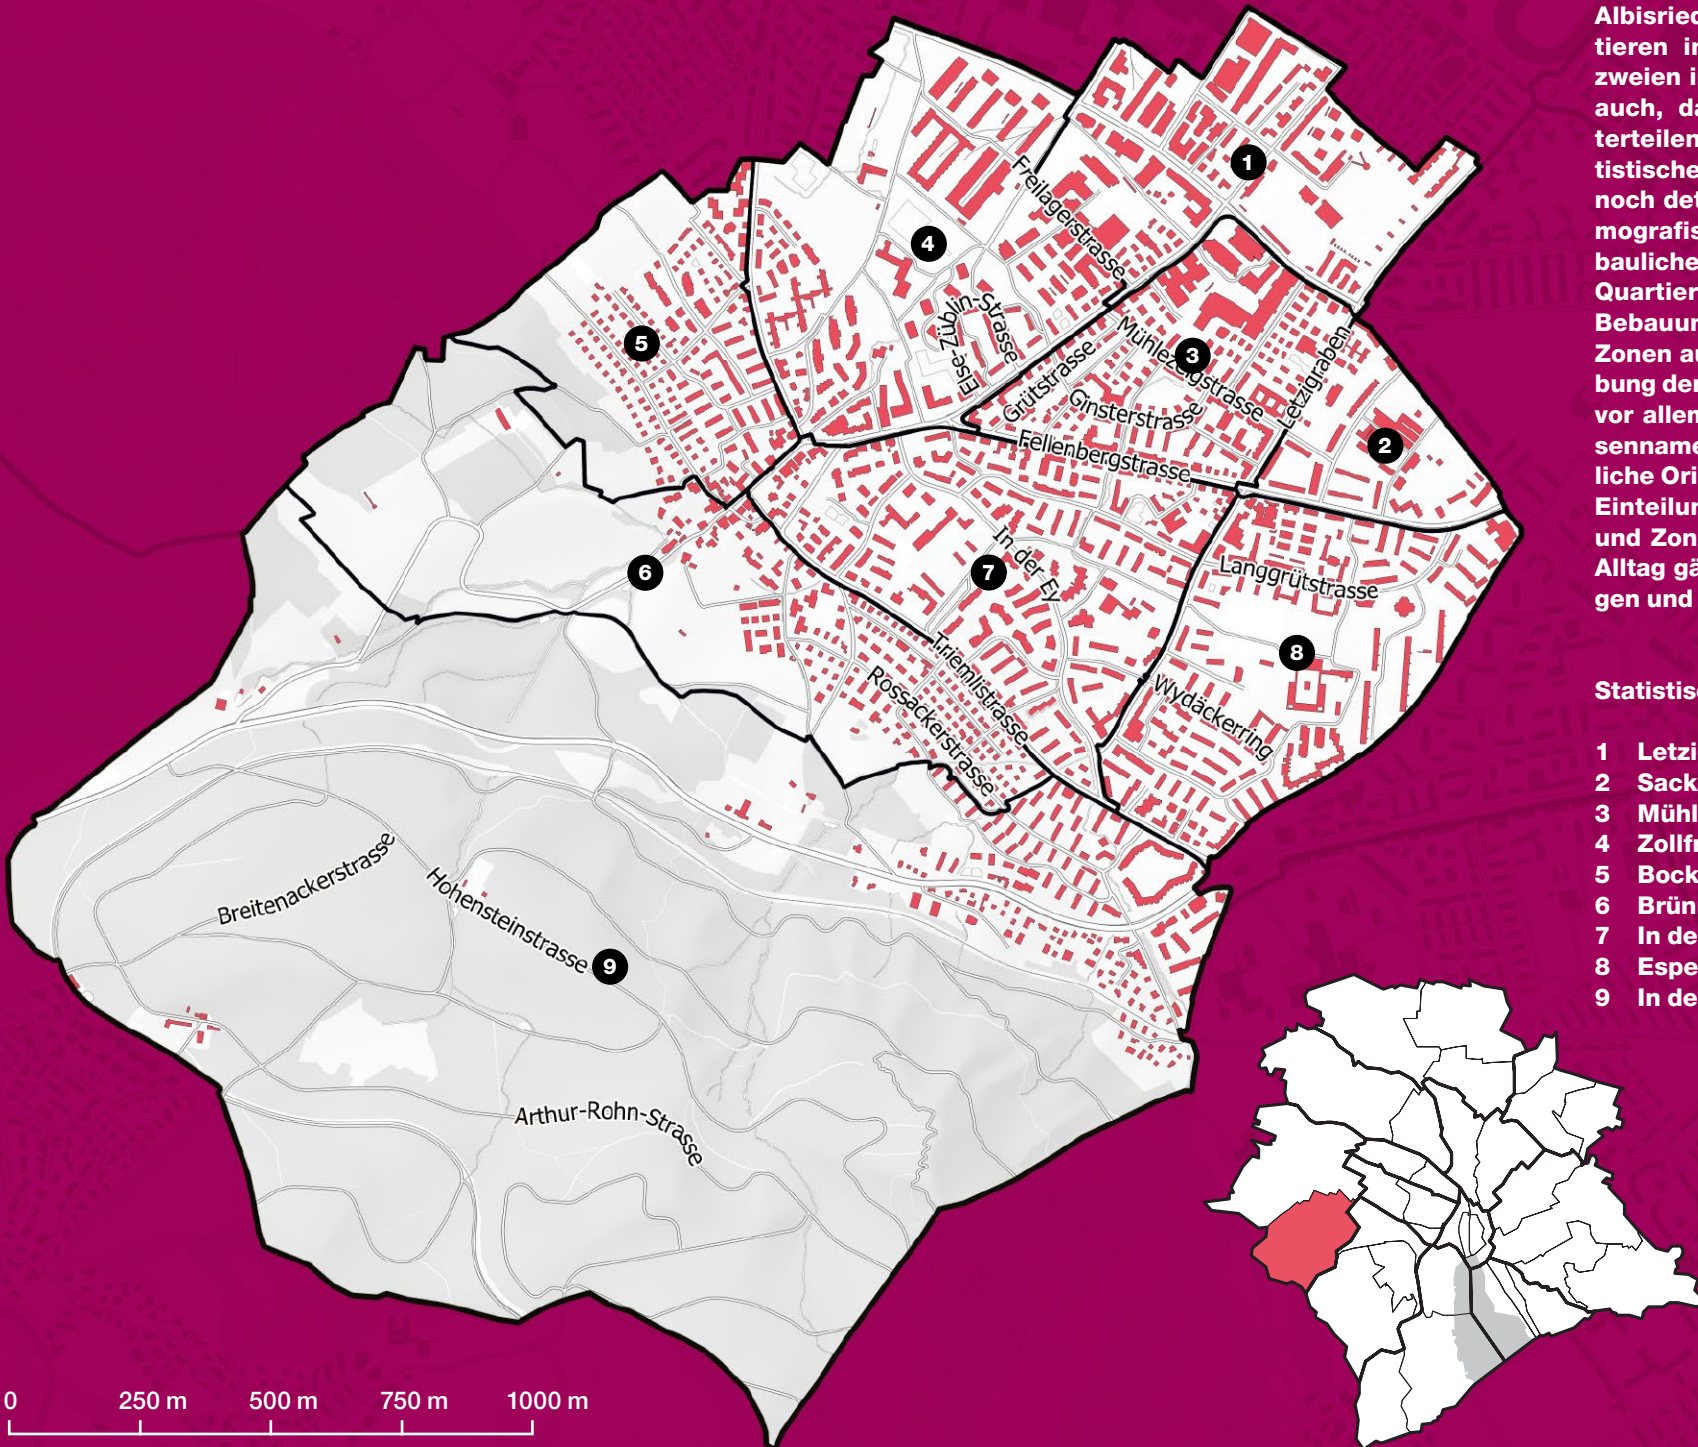 Albisried
tieren in
zweien i
auch, da
terteilen
tistische
noch det
mografis
bauliche
Quartier
Bebauun
Zonen au
bung der
vor allen
sennam
liche Ori
Einteilun
und Zon
Alltag gä
gen und
Statistis
1 Letzi
2 Sack
3 Mühl
4 Zollfr
5 Bock
6 Brün
7 In de
8 Espe
9 In de
1
Freilagerstrasse
4
Else-Züblin-Strasse
Mühlezelgstrasse
3
5
Grütstrasse
Letzigraben
Ginsterstrasse
2
Fellenbergstrasse
In der Ey
6
7
Langgrütstrasse
8
Triemlistrasse
Rossackerstrasse
Wydäckerring
Breitenackerstrasse
Hohensteinstrasse
9
Arthur-Rohn-Strasse
0 250 m 500 m 750 m 1000 m